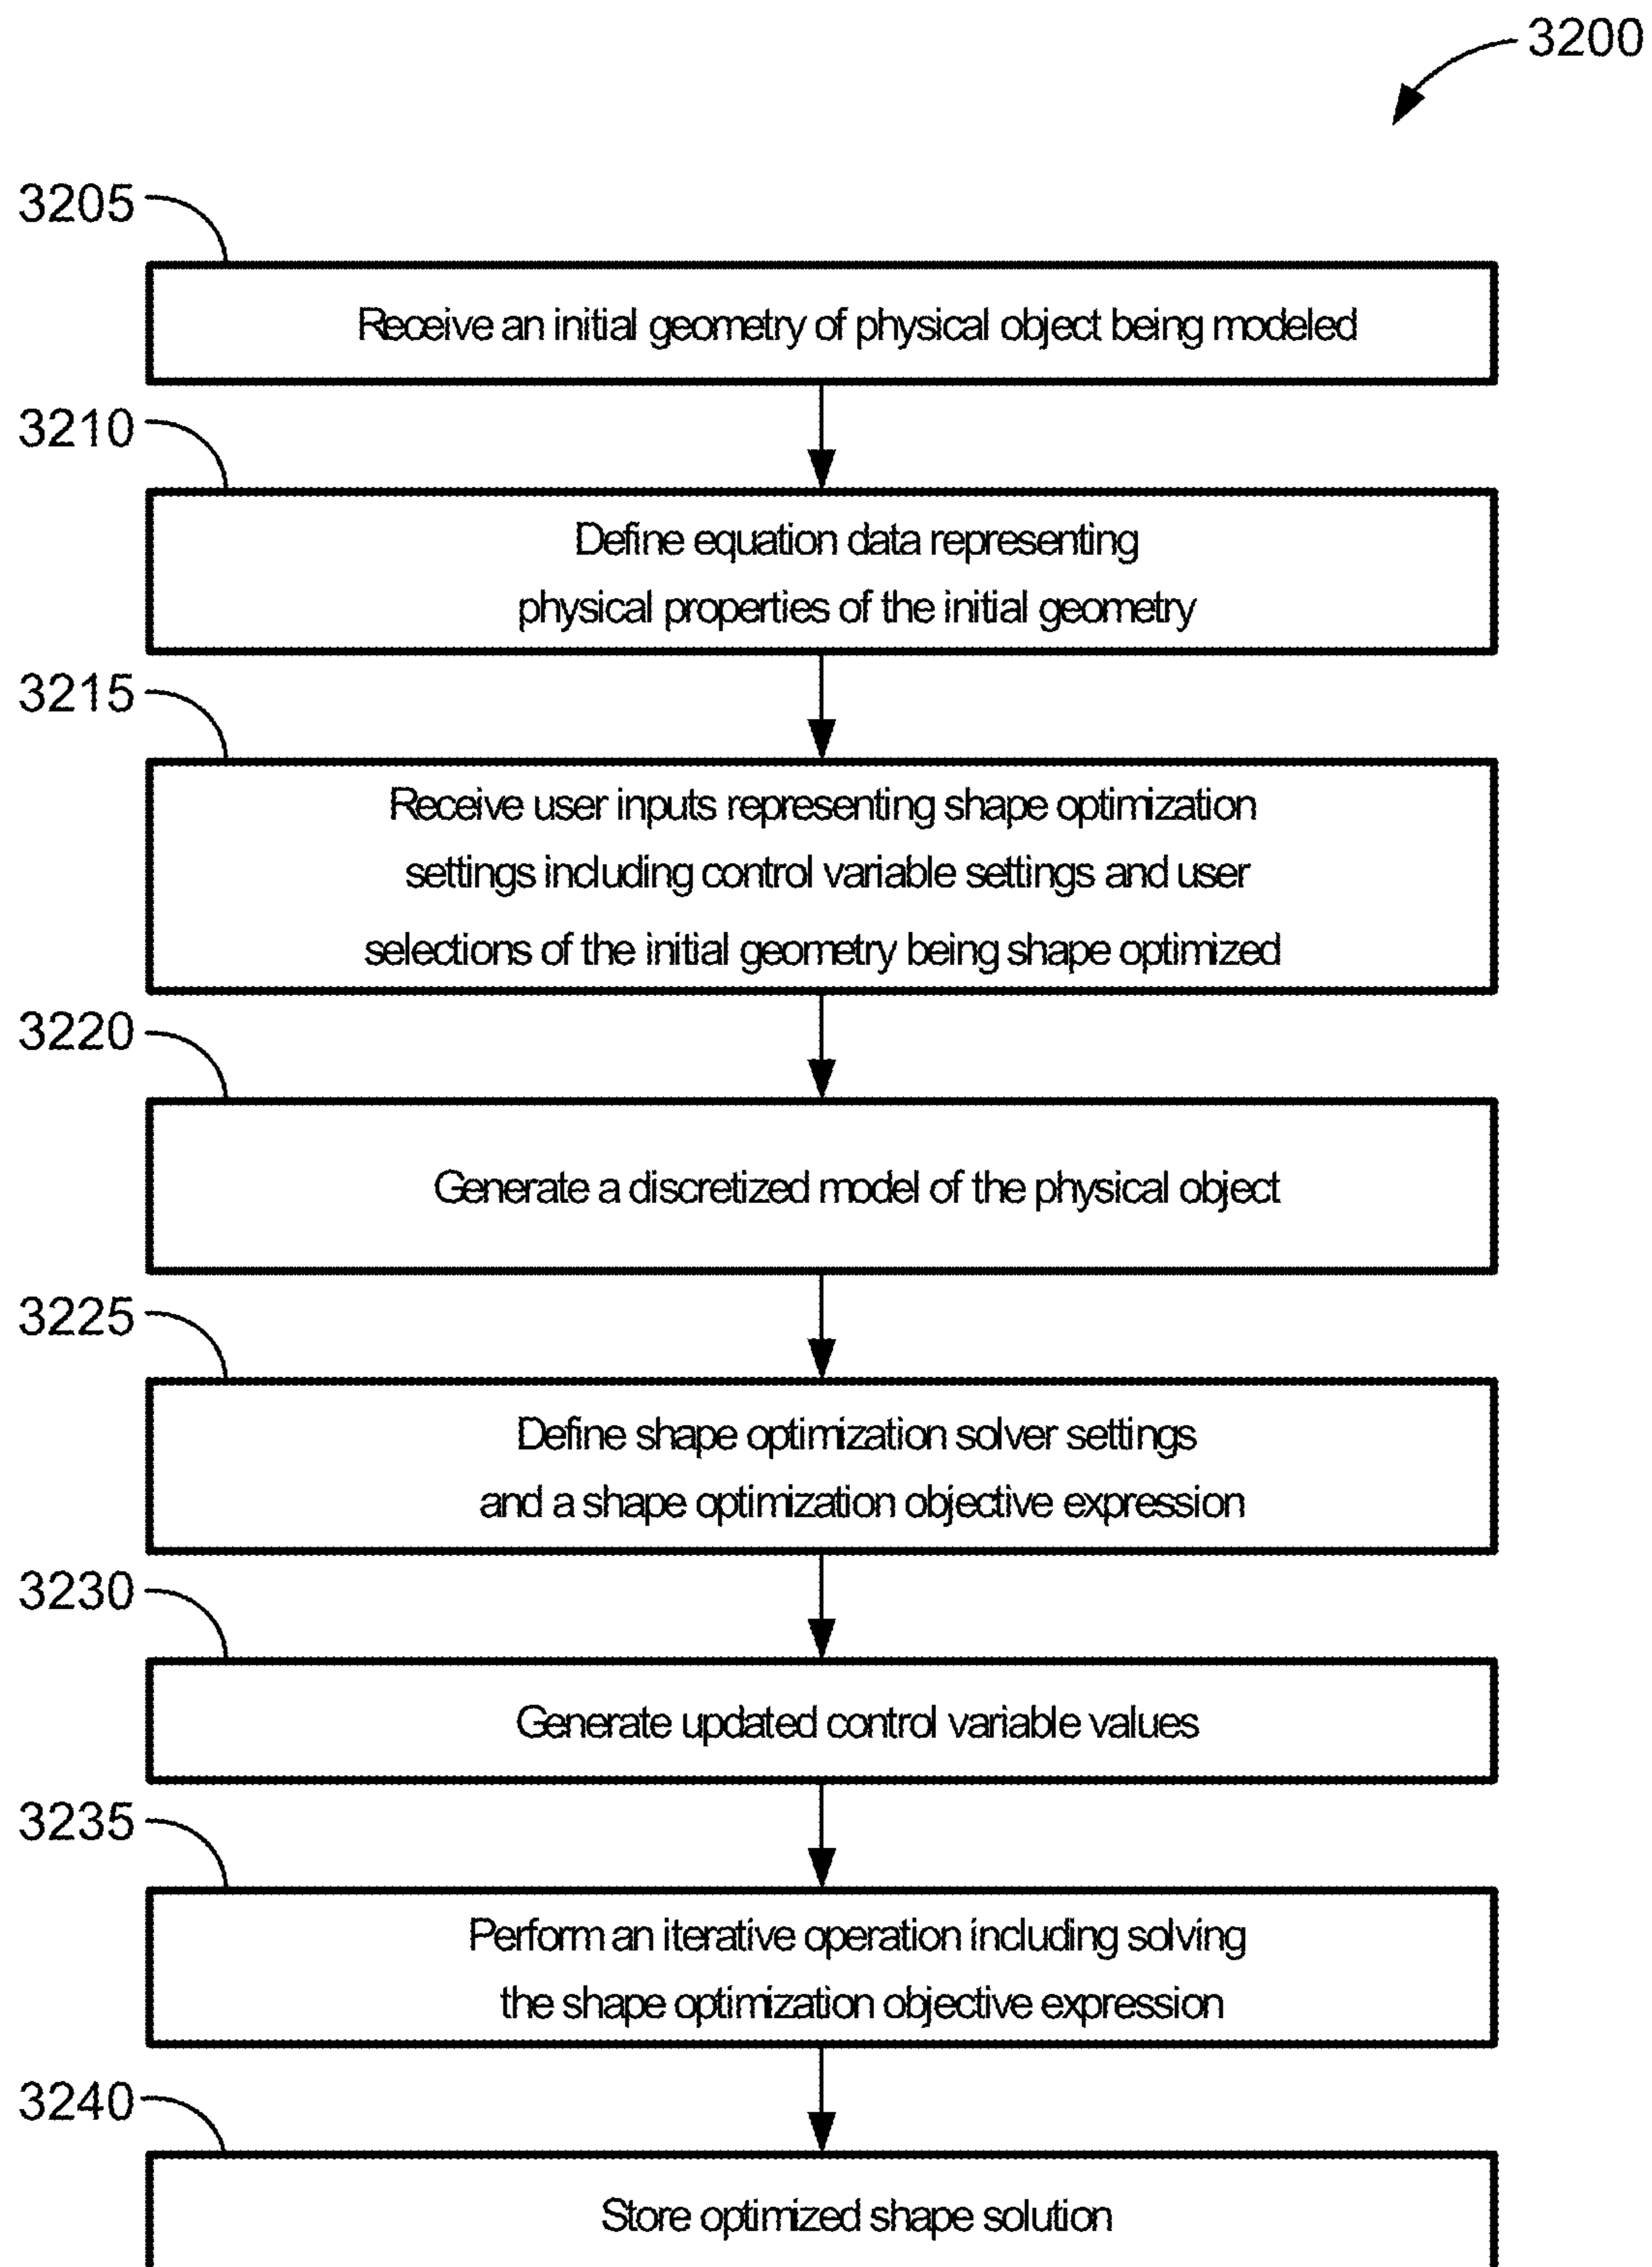 3200
3205
Receive an initial geometry of physical object being modeled
3210
Define equation data representing
physical properties of the initial geometry
3215
Receive user inputs representing shape optimization
settings including control variable settings and user
selections of the initial geometry being shape optimized
3220
Generate a discretized model of the physical object
3225
Define shape optimization solver settings
and a shape optimization objective expression
3230
Generate updated control variable values
3235
Perform an iterative operation including solving
the shape optimization objective expression
3240
Store optimized shape solution